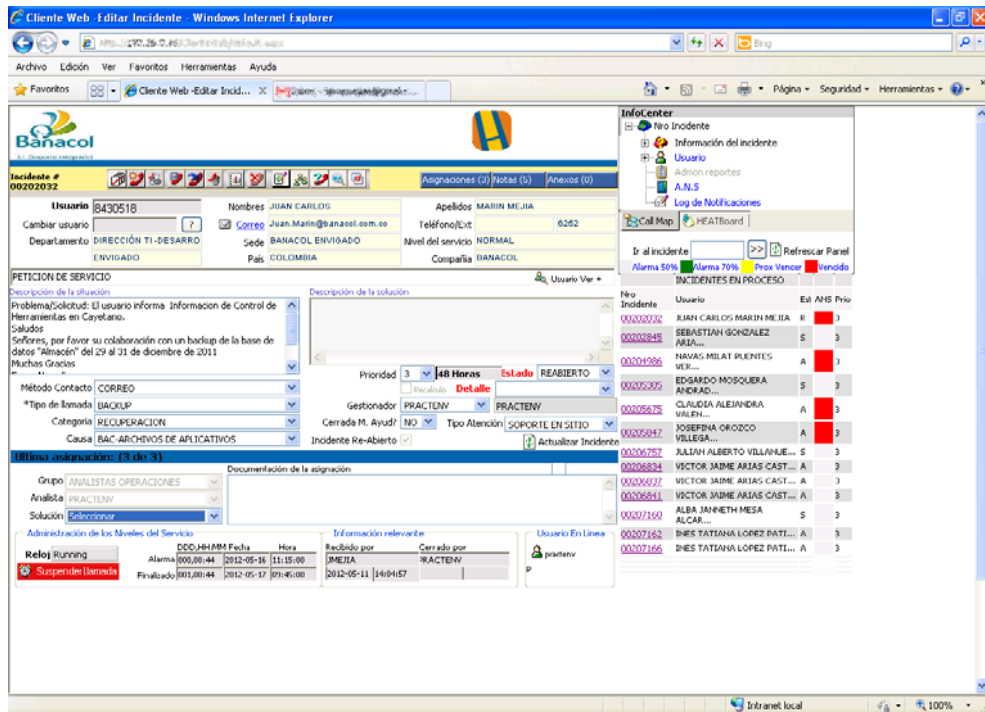 Cliente Web -Editar Incidente - Windows Internet Explorer
Bing
Archivo Edición Ver Favoritos Herramientas Ayuda
Favoritos Cliente Web -Editar Incid... X
Página Seguridad Herramientas
Banacol
Incidente #
00202032
Asignaciones (3) Notas (5) Anexos (0)
Usuario 8430518 Nombres JUAN CARLOS Apellidos MARIN MEJIA
Cambiar usuario ? Correo Juan.Marin@banacol.com.co Teléfono/Ext 6262
Departamento DIRECCIÓN TI-DESARRO Sede BANACOL ENVIGADO Nivel del servicio NORMAL
ENVIGADO País COLOMBIA Compañia BANACOL
PETICION DE SERVICIO Usuario Ver +
Descripción de la situación Descripción de la solución
Problema/Solicitud: El usuario informa Informacion de Control de
Herramientas en Cayetano.
Saludos
Señores, por favor su colaboración con un backup de la base de
datos "Almacén" del 29 al 31 de diciembre de 2011
Muchas Gracias
Prioridad 3 48 Horas Estado REABIERTO
Método Contacto CORREO Recalculo Detalle
*Tipo de llamada BACKUP Gestionador PRACTENV PRACTENV
Categoria RECUPERACION Cerrada M. Ayud? NO Tipo Atención SOPORTE EN SITIO
Causa BAC-ARCHIVOS DE APLICATIVOS Incidente Re-Abierto Actualizar Incidente
Ultima asignación: (3 de 3)
Documentación de la asignación
Grupo ANALISTAS OPERACIONES
Analista PRACTENV
Solución Seleccionar
Administración de los Niveles del Servicio Información relevante Usuario En Linea
DDD,HH:MM Fecha Hora Recibido por Cerrado por
Reloj Running Alarma 000,08:44 2012-05-16 11:15:00 JMEJIA PRACTENV practenv
Suspender llamada Finalizado 001,00:44 2012-05-17 09:45:00 2012-05-11 14:04:57 P
InfoCenter
Nro Incidente
Información del incidente
Usuario
Admon reportes
A.N.S
Log de Notificaciones
Call Map HEATBoard
Ir al incidente >> Refrescar Panel
Alarma 50% Alarma 70% Prox Vencer Vencido
INCIDENTES EN PROCESO
Nro
Incidente Usuario Est ANS Prio
00202032 JUAN CARLOS MARIN MEJIA R 3
00202845 SEBASTIAN GONZALEZ ARIA... S 3
00204986 NAVAS MILAT PUENTES VER... A 3
00205305 EDGARDO MOSQUERA ANDRAD... S 3
00205675 CLAUDIA ALEJANDRA VALEN... A 3
00205847 JOSEFINA OROZCO VILLEGA... A 3
00206757 JULIAN ALBERTO VILLANUE... S 3
00206834 VICTOR JAIME ARIAS CAST... A 3
00206837 VICTOR JAIME ARIAS CAST... A 3
00206841 VICTOR JAIME ARIAS CAST... A 3
00207160 ALBA JANNETH MESA ALCAR... S 3
00207162 INES TATIANA LOPEZ PATI... A 3
00207166 INES TATIANA LOPEZ PATI... A 3
Intranet local 100%